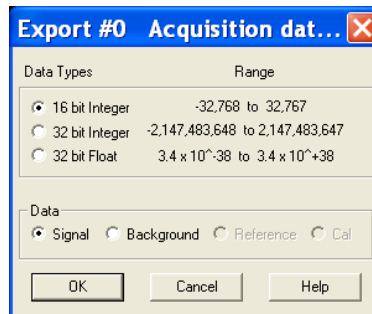 Export #0 Acquisition dat...
Data Types Range
16 bit Integer -32,768 to 32,767
32 bit Integer -2,147,483,648 to 2,147,483,647
32 bit Float 3.4 x 10^-38 to 3.4 x 10^+38
Data
Signal Background Reference Cal
OK Cancel Help